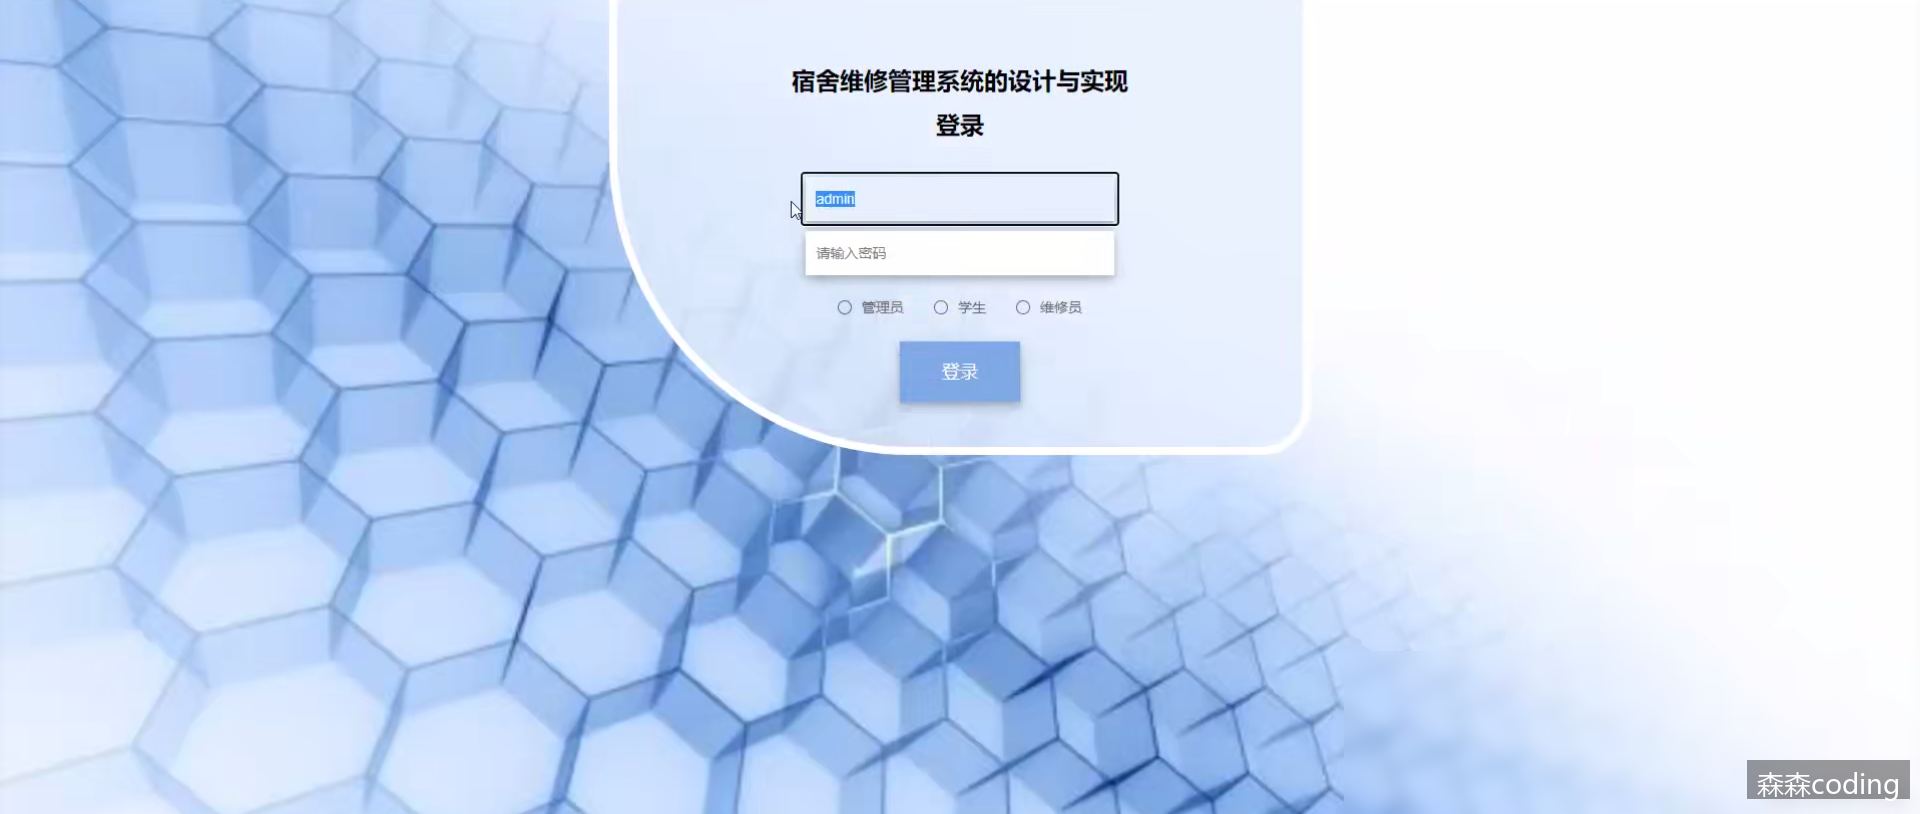 宿舍维修管理系统的设计与实现
登录
admin
请输入密码
管理员 学生 维修员
登录
森森coding